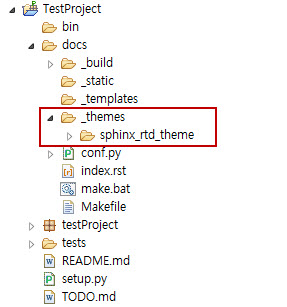 TestProject
bin
docs
_build
_static
_templates
_themes
sphinx_rtd_theme
conf.py
index.rst
make.bat
Makefile
testProject
tests
README.md
setup.py
TODO.md